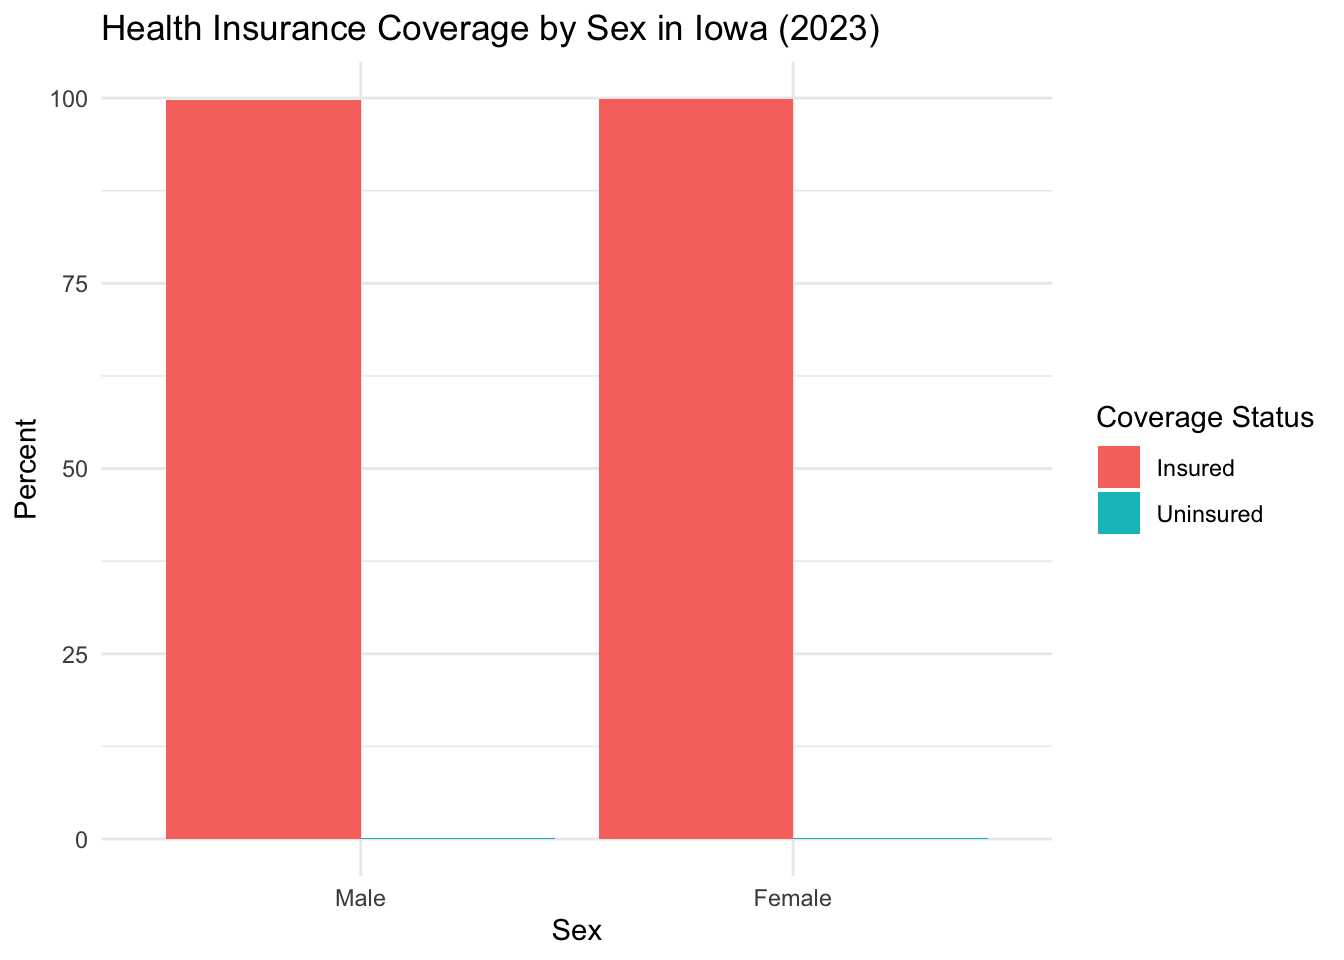 Health Insurance Coverage by Sex in Iowa (2023)
100
75
50
25
0
Percent
Male
Female
Sex
Coverage Status
Insured
Uninsured